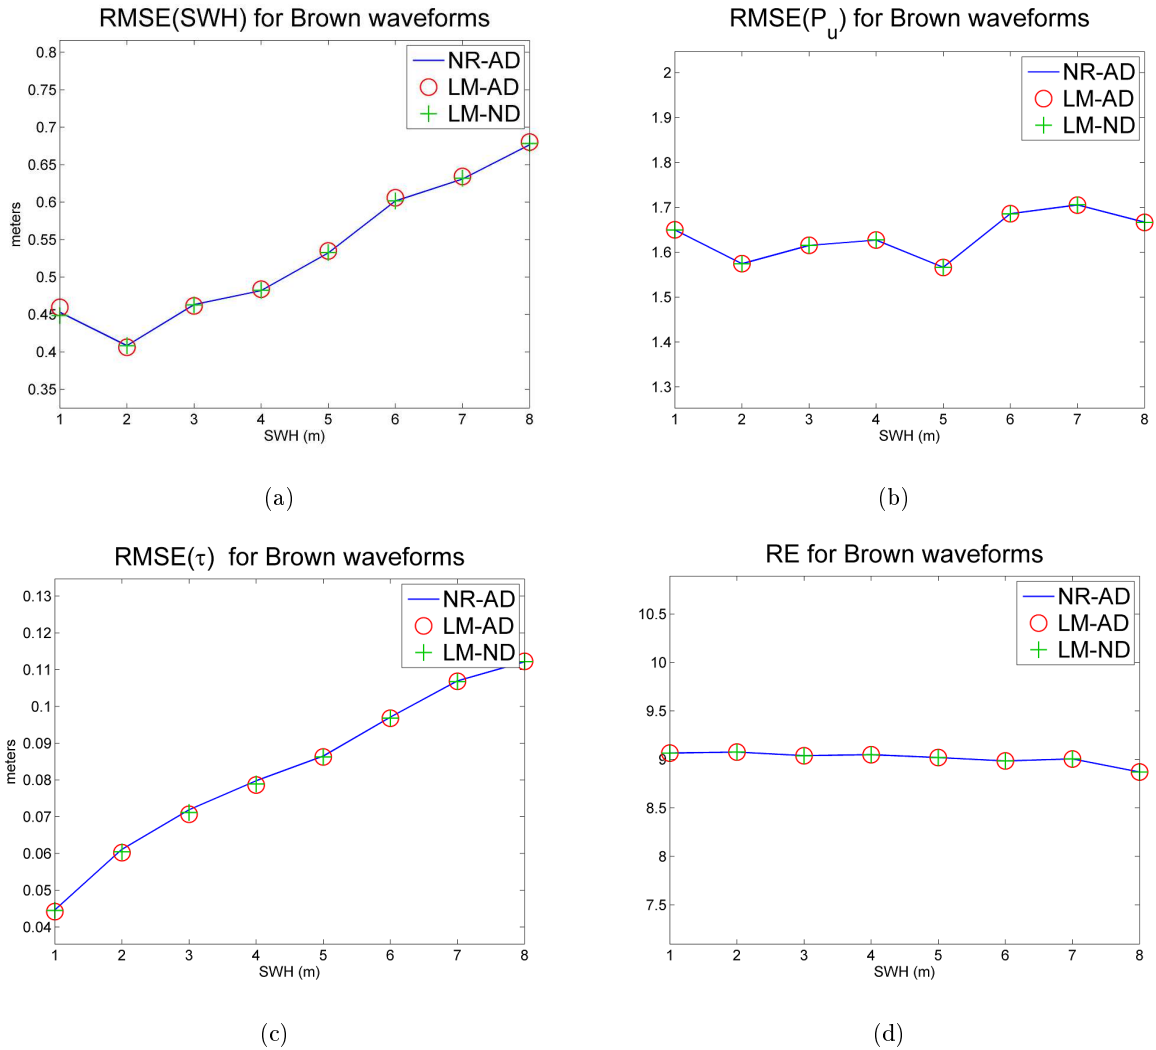 RMSE(SWH) for Brown waveforms
0.8
0.75
0.7
0.65
0.6
0.55
0.5
0.45
0.4
0.35
meters
NR-AD
LM-AD
LM-ND
1 2 3 4 5 6 7 8
SWH (m)
(a)
RMSE(Pu) for Brown waveforms
2
1.9
1.8
1.7
1.6
1.5
1.4
1.3
NR-AD
LM-AD
LM-ND
1 2 3 4 5 6 7 8
SWH (m)
(b)
RMSE(τ) for Brown waveforms
0.13
0.12
0.11
0.1
0.09
0.08
0.07
0.06
0.05
0.04
meters
NR-AD
LM-AD
LM-ND
1 2 3 4 5 6 7 8
SWH (m)
(c)
RE for Brown waveforms
10.5
10
9.5
9
8.5
8
7.5
NR-AD
LM-AD
LM-ND
1 2 3 4 5 6 7 8
SWH (m)
(d)